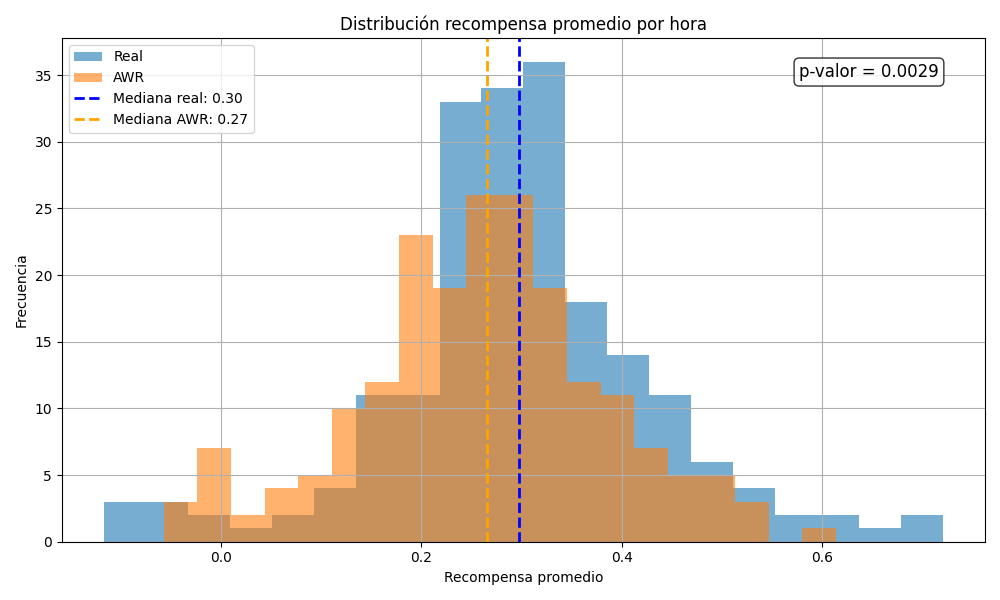 Distribución recompensa promedio por hora
Real
AWR
Mediana real: 0.30
Mediana AWR: 0.27
p-valor = 0.0029
Frecuencia
35
30
25
20
15
10
5
0
0.0
0.2
0.4
0.6
Recompensa promedio